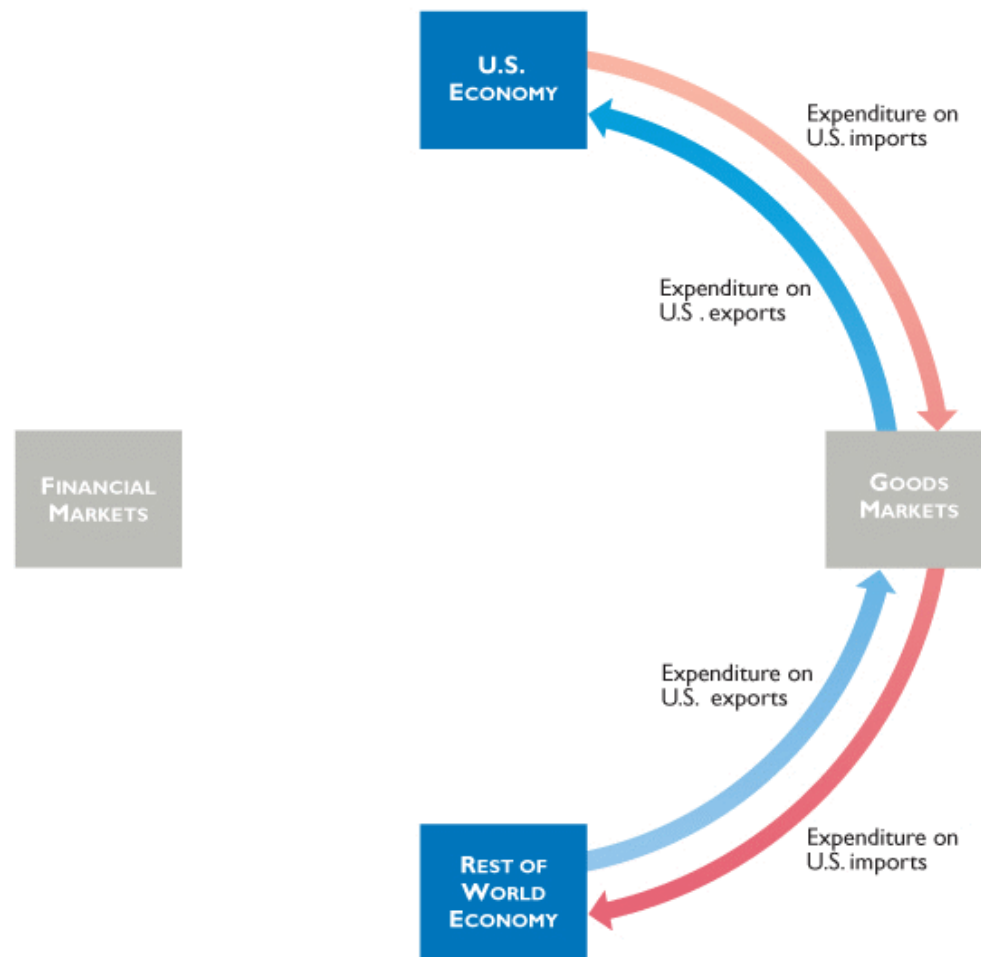 U.S.
ECONOMY
Expenditure on
U.S. imports
Expenditure on
U.S . exports
FINANCIAL
MARKETS
GOODS
MARKETS
Expenditure on
U.S. exports
Expenditure on
U.S. imports
REST OF
WORLD
ECONOMY